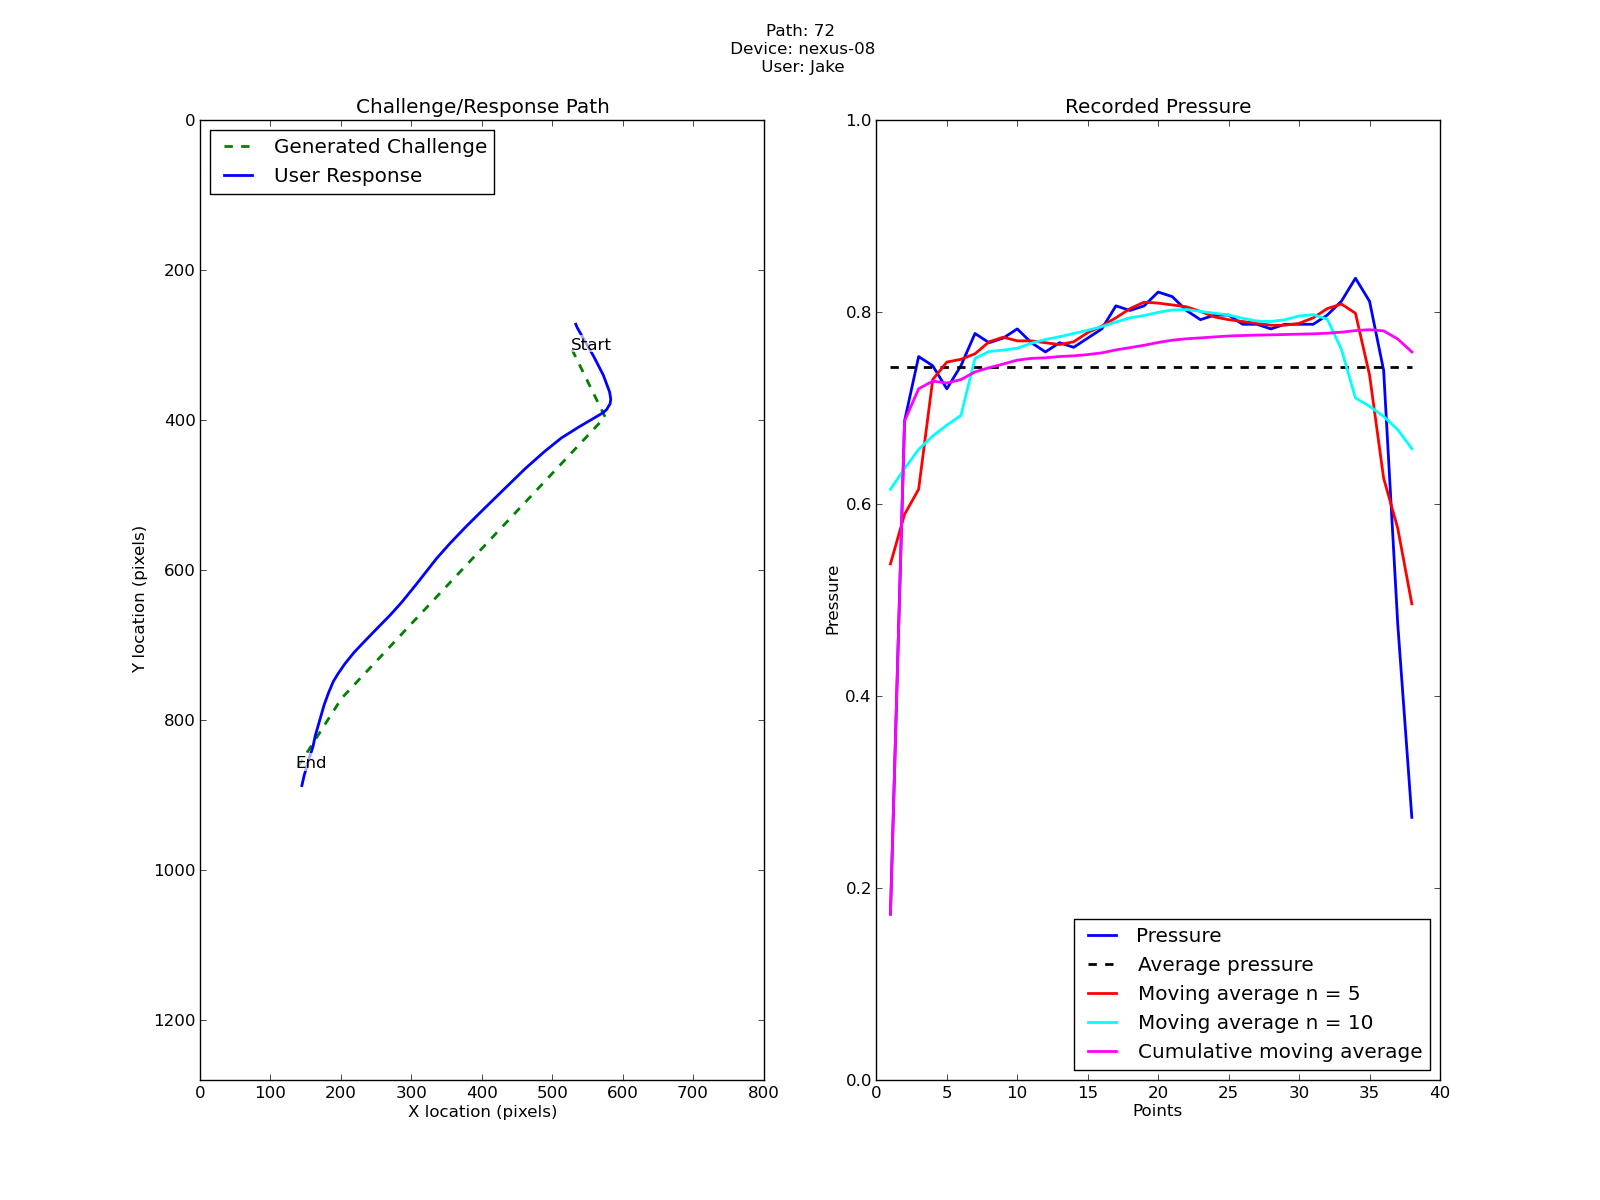 Path: 72
Device: nexus-08
User: Jake
Challenge/Response Path
Generated Challenge
User Response
Start
End
0
200
400
600
800
1000
1200
Y location (pixels)
0 100 200 300 400 500 600 700 800
X location (pixels)
Recorded Pressure
1.0
0.8
0.6
0.4
0.2
0.0
Pressure
Pressure
Average pressure
Moving average n = 5
Moving average n = 10
Cumulative moving average
0 5 10 15 20 25 30 35 40
Points